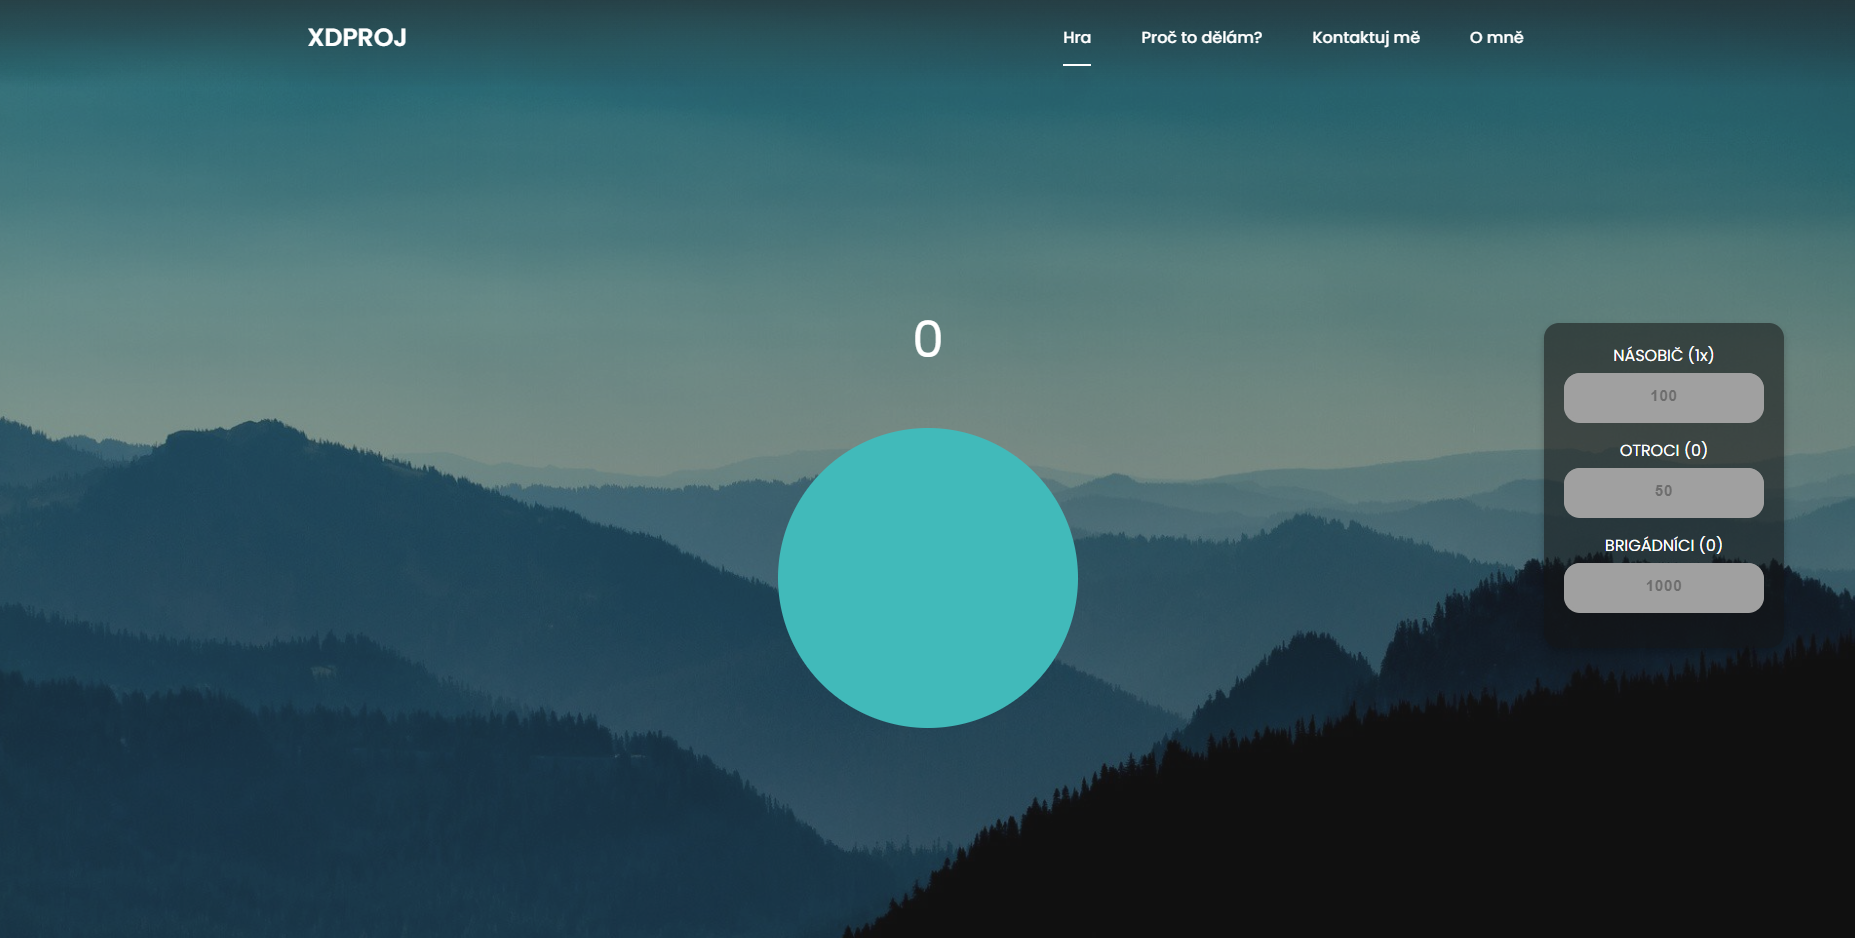 XDPROJ
Hra
Proč to dělám?
Kontaktuj mě
O mně
0
NÁSOBIČ (1x)
100
OTROCI (0)
50
BRIGÁDNÍCI (0)
1000